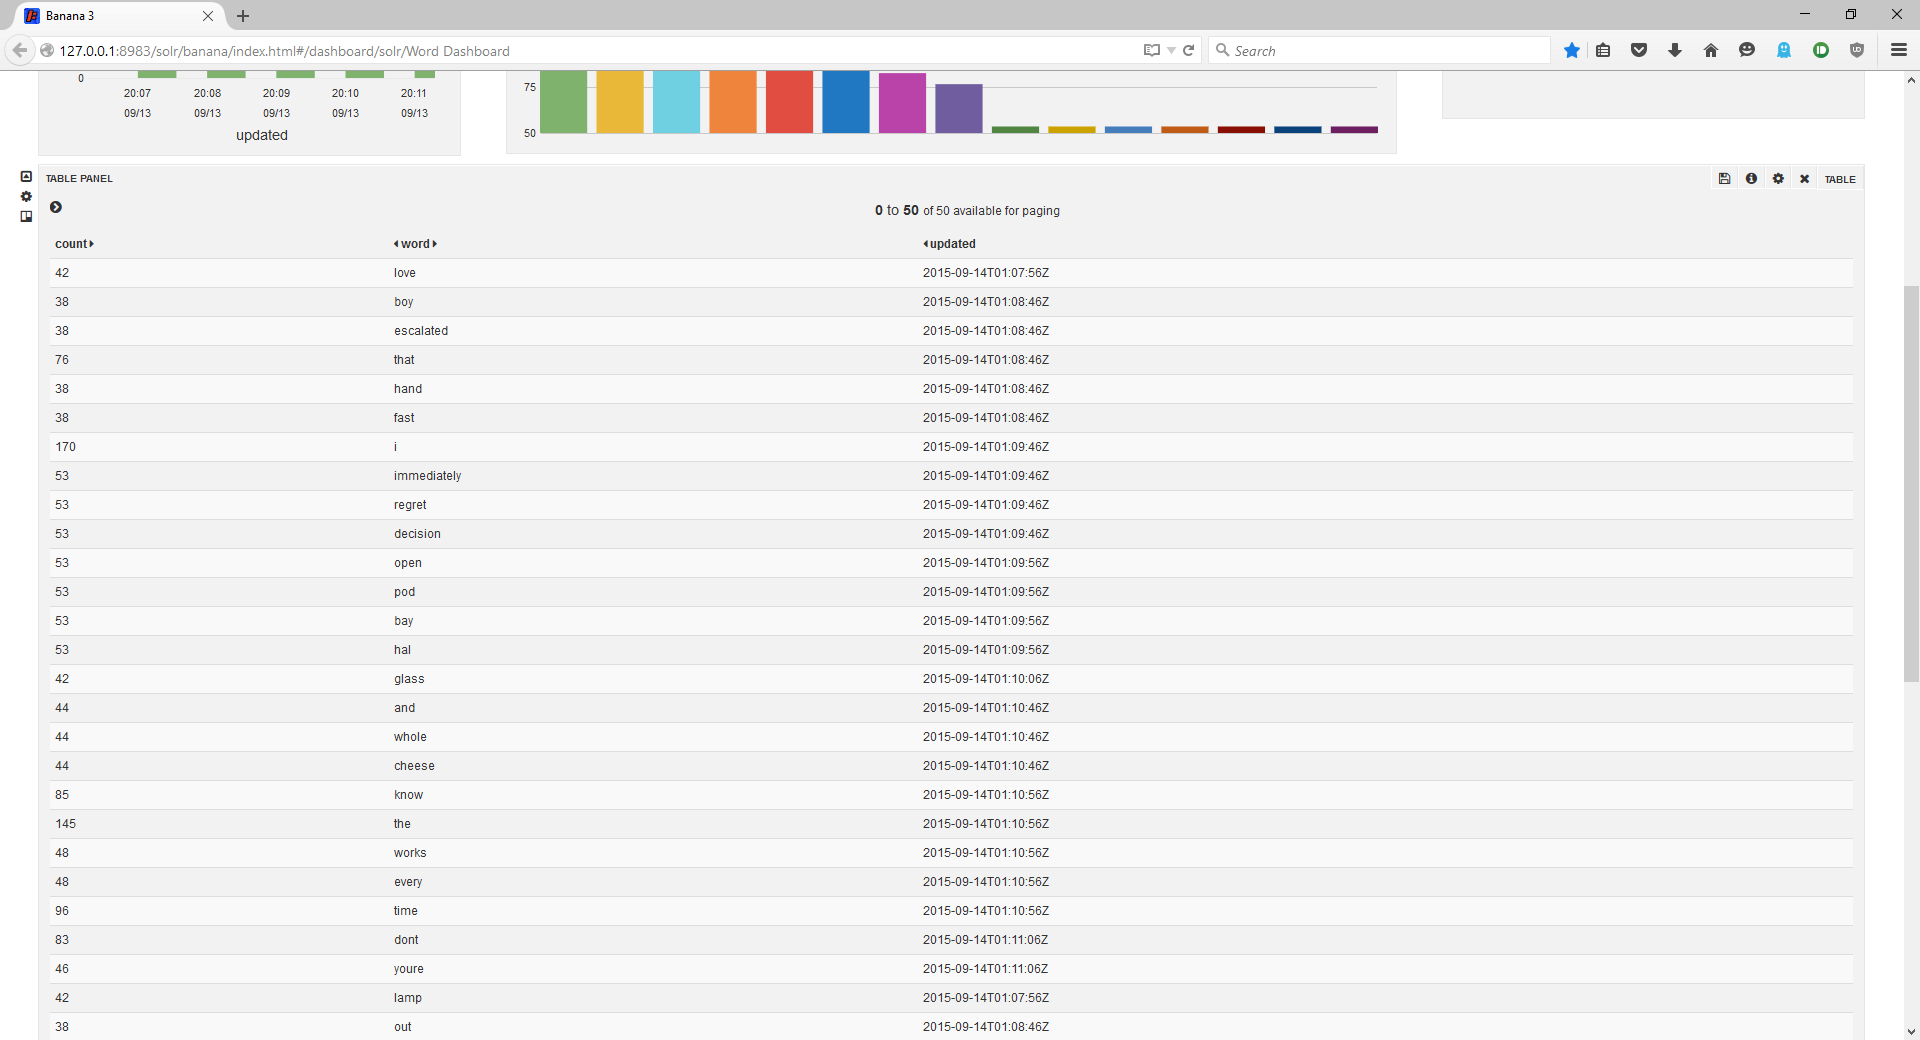 Banana 3
127.0.0.1:8983/solr/banana/index.html#/dashboard/solr/Word Dashboard
Search
0
20:07 20:08 20:09 20:10 20:11
09/13 09/13 09/13 09/13 09/13
updated
75
50
TABLE PANEL
TABLE
0 to 50 of 50 available for paging
count word updated
42 love 2015-09-14T01:07:56Z
38 boy 2015-09-14T01:08:46Z
38 escalated 2015-09-14T01:08:46Z
76 that 2015-09-14T01:08:46Z
38 hand 2015-09-14T01:08:46Z
38 fast 2015-09-14T01:08:46Z
170 i 2015-09-14T01:09:46Z
53 immediately 2015-09-14T01:09:46Z
53 regret 2015-09-14T01:09:46Z
53 decision 2015-09-14T01:09:46Z
53 open 2015-09-14T01:09:56Z
53 pod 2015-09-14T01:09:56Z
53 bay 2015-09-14T01:09:56Z
53 hal 2015-09-14T01:09:56Z
42 glass 2015-09-14T01:10:06Z
44 and 2015-09-14T01:10:46Z
44 whole 2015-09-14T01:10:46Z
44 cheese 2015-09-14T01:10:46Z
85 know 2015-09-14T01:10:56Z
145 the 2015-09-14T01:10:56Z
48 works 2015-09-14T01:10:56Z
48 every 2015-09-14T01:10:56Z
96 time 2015-09-14T01:10:56Z
83 dont 2015-09-14T01:11:06Z
46 youre 2015-09-14T01:11:06Z
42 lamp 2015-09-14T01:07:56Z
38 out 2015-09-14T01:08:46Z